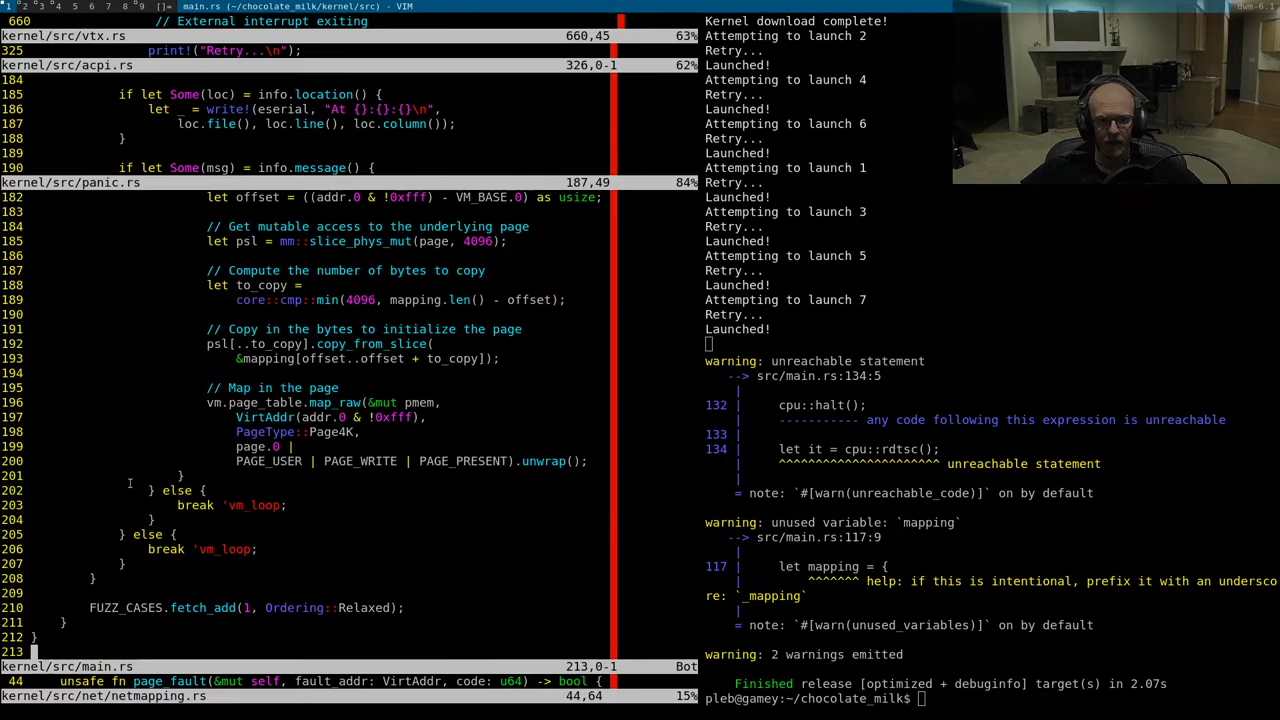 1 2 3 4 5 6 7 8 9 []= main.rs (~/chocolate_milk/kernel/src) - VIM dwm-6.1
660 // External interrupt exiting
kernel/src/vtx.rs 660,45 63%
325 print!("Retry...\n");
kernel/src/acpi.rs 326,0-1 62%
184
185 if let Some(loc) = info.location() {
186 let _ = write!(eserial, "At {}:{}:{}\n",
187 loc.file(), loc.line(), loc.column());
188 }
189
190 if let Some(msg) = info.message() {
kernel/src/panic.rs 187,49 84%
182 let offset = ((addr.0 & !0xfff) - VM_BASE.0) as usize;
183
184 // Get mutable access to the underlying page
185 let psl = mm::slice_phys_mut(page, 4096);
186
187 // Compute the number of bytes to copy
188 let to_copy =
189 core::cmp::min(4096, mapping.len() - offset);
190
191 // Copy in the bytes to initialize the page
192 psl[..to_copy].copy_from_slice(
193 &mapping[offset..offset + to_copy]);
194
195 // Map in the page
196 vm.page_table.map_raw(&mut pmem,
197 VirtAddr(addr.0 & !0xfff),
198 PageType::Page4K,
199 page.0 |
200 PAGE_USER | PAGE_WRITE | PAGE_PRESENT).unwrap();
201 }
202 } else {
203 break 'vm_loop;
204 }
205 } else {
206 break 'vm_loop;
207 }
208 }
209
210 FUZZ_CASES.fetch_add(1, Ordering::Relaxed);
211 }
212 }
213
kernel/src/main.rs 213,0-1 Bot
44 unsafe fn page_fault(&mut self, fault_addr: VirtAddr, code: u64) -> bool {
kernel/src/net/netmapping.rs 44,64 15%
Kernel download complete!
Attempting to launch 2
Retry...
Launched!
Attempting to launch 4
Retry...
Launched!
Attempting to launch 6
Retry...
Launched!
Attempting to launch 1
Retry...
Launched!
Attempting to launch 3
Retry...
Launched!
Attempting to launch 5
Retry...
Launched!
Attempting to launch 7
Retry...
Launched!
warning: unreachable statement
--> src/main.rs:134:5
|
132 | cpu::halt();
| ----------- any code following this expression is unreachable
133 |
134 | let it = cpu::rdtsc();
| ^^^^^^^^^^^^^^^^^^^^^^ unreachable statement
|
= note: `#[warn(unreachable_code)]` on by default
warning: unused variable: `mapping`
--> src/main.rs:117:9
|
117 | let mapping = {
| ^^^^^^^ help: if this is intentional, prefix it with an undersco
re: `_mapping`
|
= note: `#[warn(unused_variables)]` on by default
warning: 2 warnings emitted
Finished release [optimized + debuginfo] target(s) in 2.07s
pleb@gamey:~/chocolate_milk$